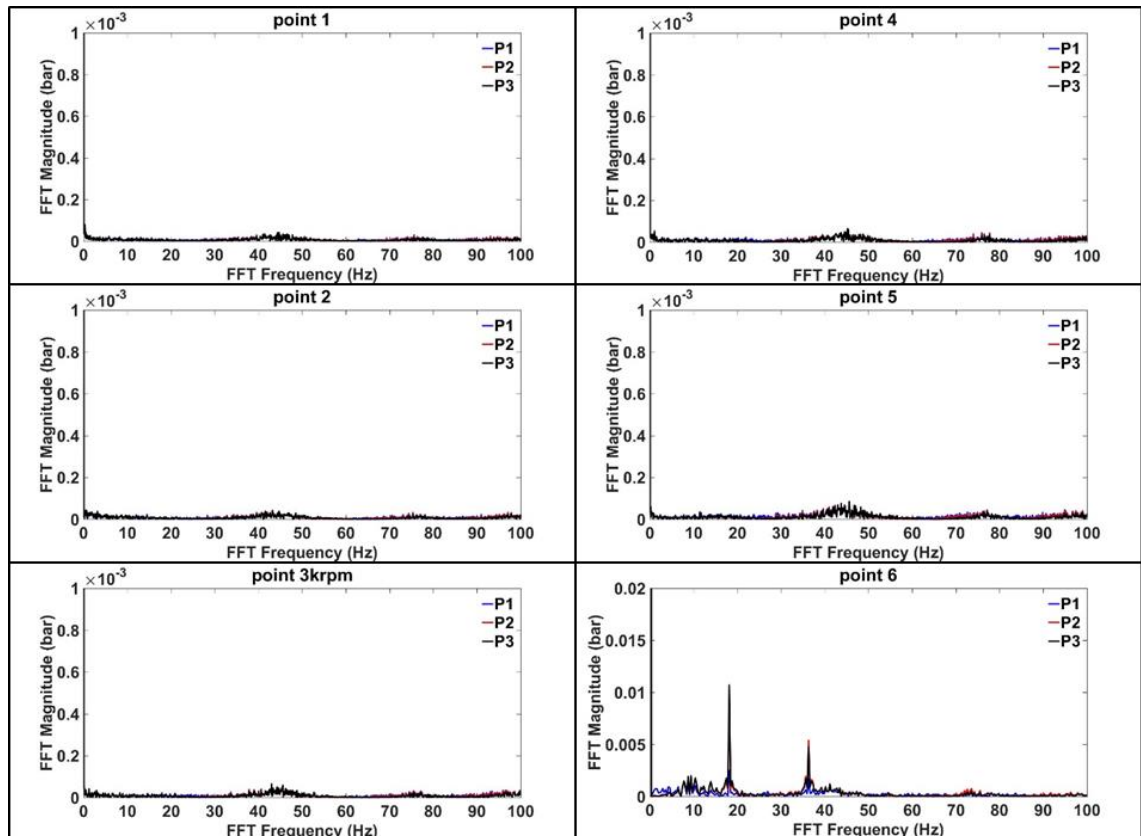 point 1
×10⁻³
1
0.8
0.6
0.4
0.2
0
FFT Magnitude (bar)
P1
P2
P3
0 10 20 30 40 50 60 70 80 90 100
FFT Frequency (Hz)
point 4
×10⁻³
1
0.8
0.6
0.4
0.2
0
FFT Magnitude (bar)
P1
P2
P3
0 10 20 30 40 50 60 70 80 90 100
FFT Frequency (Hz)
point 2
×10⁻³
1
0.8
0.6
0.4
0.2
0
FFT Magnitude (bar)
P1
P2
P3
0 10 20 30 40 50 60 70 80 90 100
FFT Frequency (Hz)
point 5
×10⁻³
1
0.8
0.6
0.4
0.2
0
FFT Magnitude (bar)
P1
P2
P3
0 10 20 30 40 50 60 70 80 90 100
FFT Frequency (Hz)
point 3krpm
×10⁻³
1
0.8
0.6
0.4
0.2
0
FFT Magnitude (bar)
P1
P2
P3
0 10 20 30 40 50 60 70 80 90 100
FFT Frequency (Hz)
point 6
0.02
0.015
0.01
0.005
0
FFT Magnitude (bar)
P1
P2
P3
0 10 20 30 40 50 60 70 80 90 100
FFT Frequency (Hz)